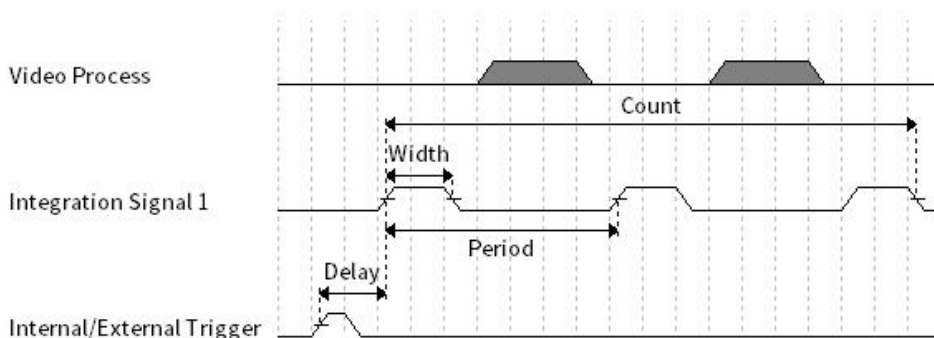 Video Process
Count
Width
Integration Signal 1
Period
Delay
Internal/External Trigger